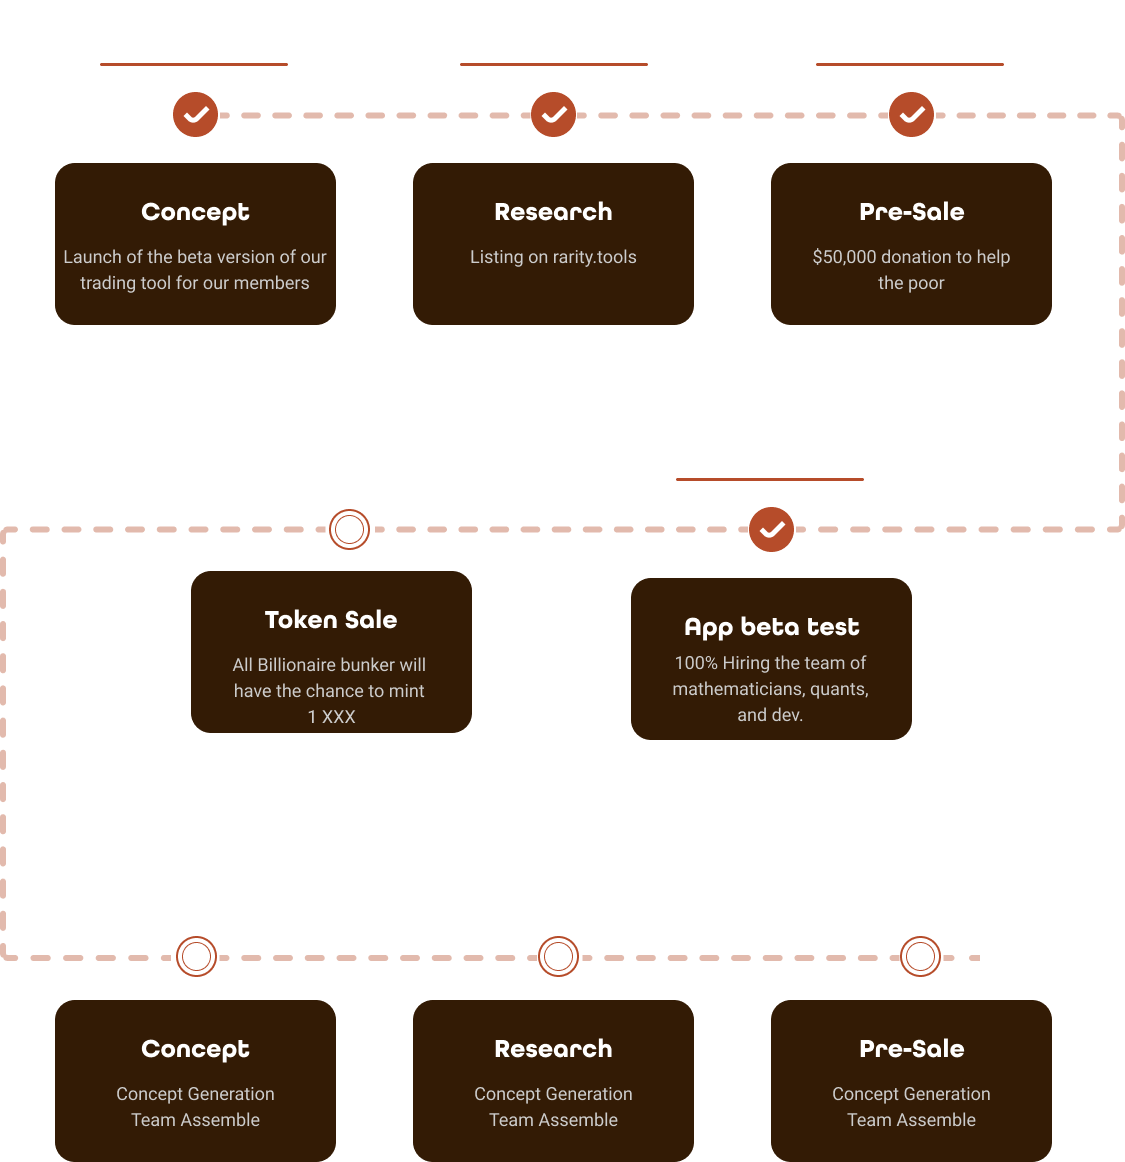 Concept
Launch of the beta version of our
trading tool for our members
Research
Listing on rarity.tools
Pre-Sale
$50,000 donation to help
the poor
Token Sale
All Billionaire bunker will
have the chance to mint
1 XXX
App beta test
100% Hiring the team of
mathematicians, quants,
and dev.
Concept
Concept Generation
Team Assemble
Research
Concept Generation
Team Assemble
Pre-Sale
Concept Generation
Team Assemble